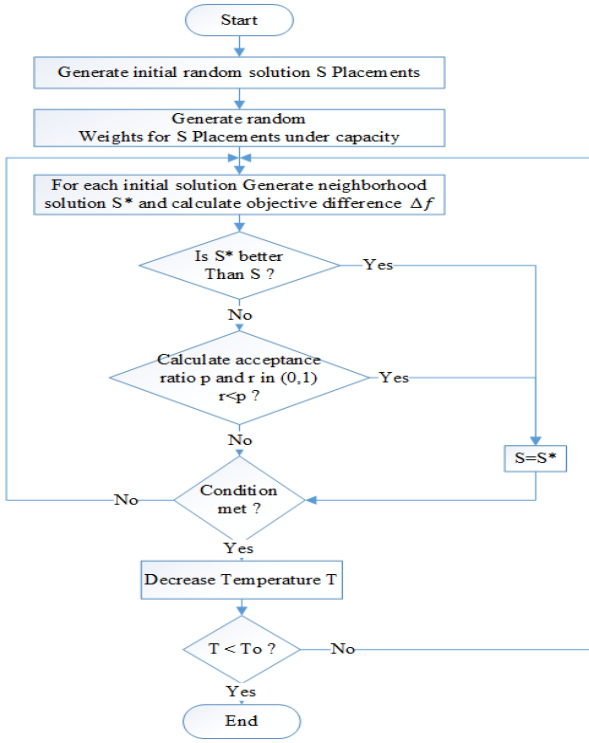 Start
Generate initial random solution S Placements
Generate random
Weights for S Placements under capacity
For each initial solution Generate neighborhood
solution S* and calculate objective difference Δf
Is S* better
Than S ?
Yes
No
Calculate acceptance
ratio p and r in (0,1)
r<p ?
Yes
No
S=S*
Condition
met ?
No
Yes
Decrease Temperature T
T < To ?
No
Yes
End